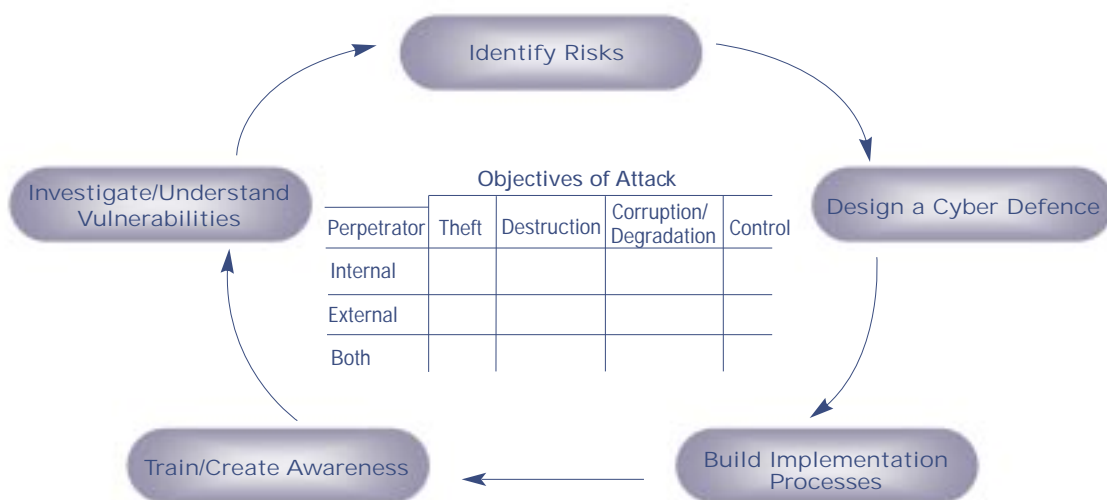 Identify Risks
Investigate/Understand
Vulnerabilities
Design a Cyber Defence
Objectives of Attack
Perpetrator Theft Destruction Corruption/
Degradation Control
Internal
External
Both
Train/Create Awareness
Build Implementation
Processes